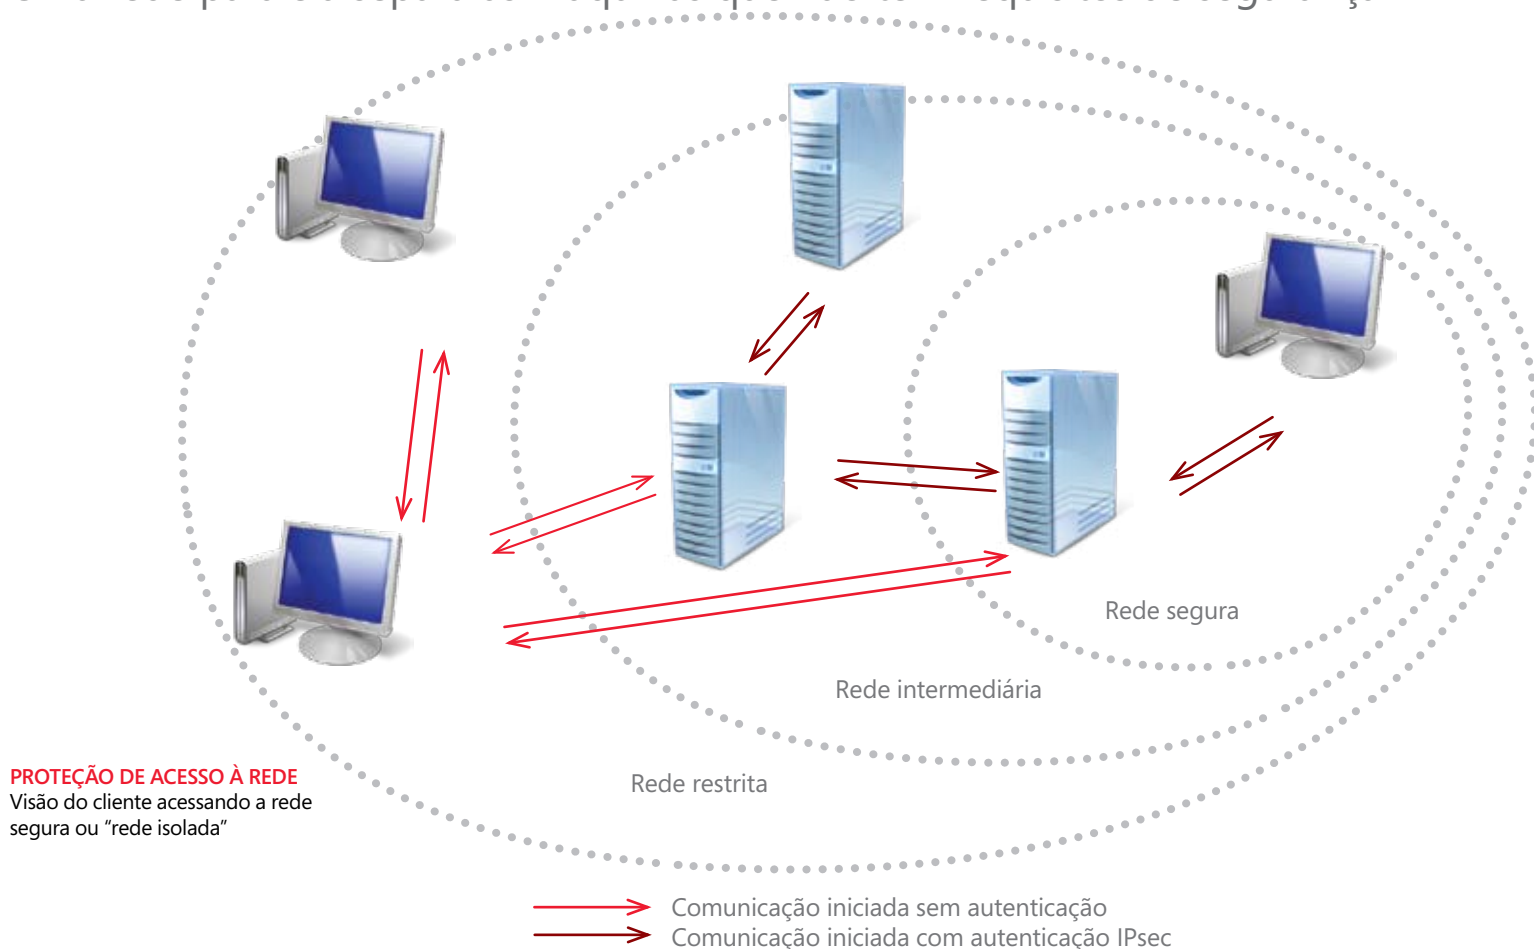 Rede segura
Rede intermediária
Rede restrita
PROTEÇÃO DE ACESSO À REDE
Visão do cliente acessando a rede
segura ou “rede isolada”
Comunicação iniciada sem autenticação
Comunicação iniciada com autenticação IPsec